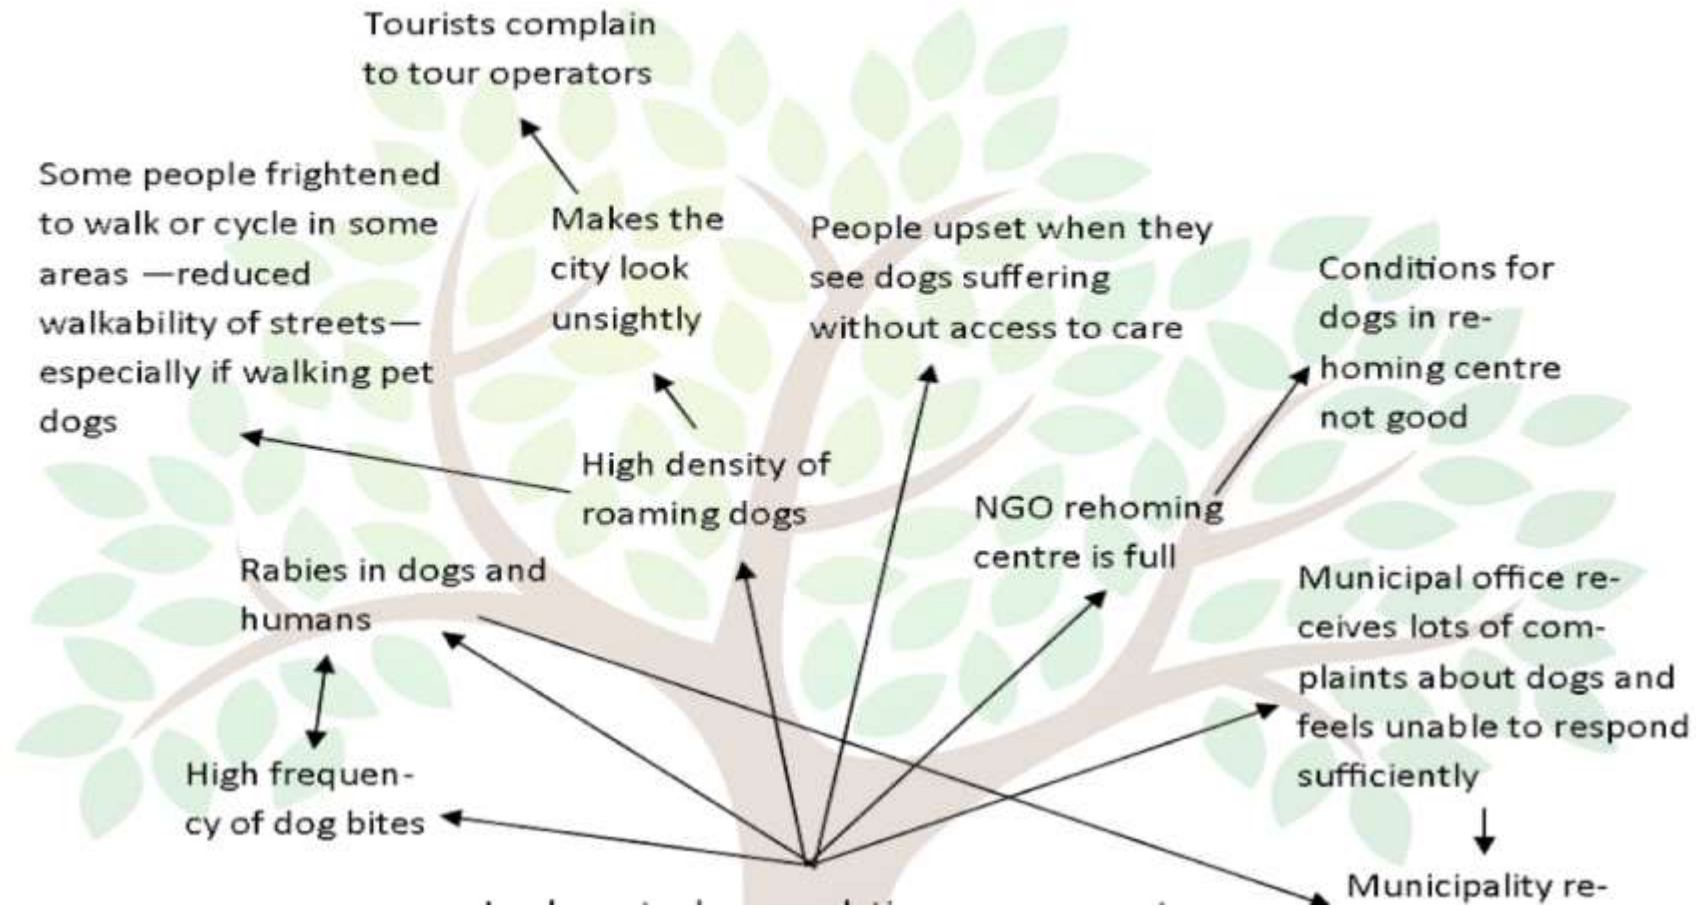 Tourists complain
to tour operators
Some people frightened
to walk or cycle in some
areas —reduced
walkability of streets—
especially if walking pet
dogs
Makes the
city look
unsightly
People upset when they
see dogs suffering
without access to care
Conditions for
dogs in re-
homing centre
not good
High density of
roaming dogs
NGO rehoming
centre is full
Rabies in dogs and
humans
Municipal office re-
ceives lots of com-
plaints about dogs and
feels unable to respond
sufficiently
High frequen-
cy of dog bites
Municipality re-